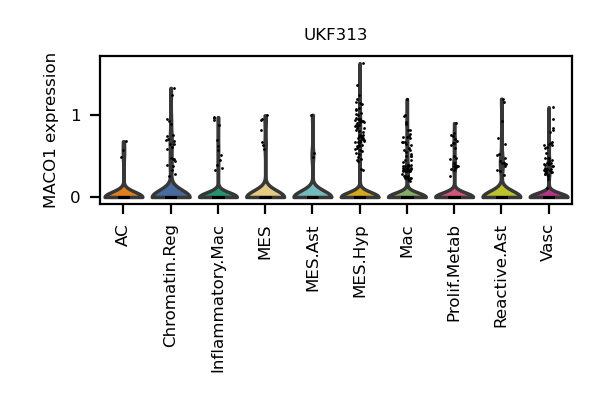 UKF313
MACO1 expression
1
0
AC
Chromatin.Reg
Inflammatory.Mac
MES
MES.Ast
MES.Hyp
Mac
Prolif.Metab
Reactive.Ast
Vasc